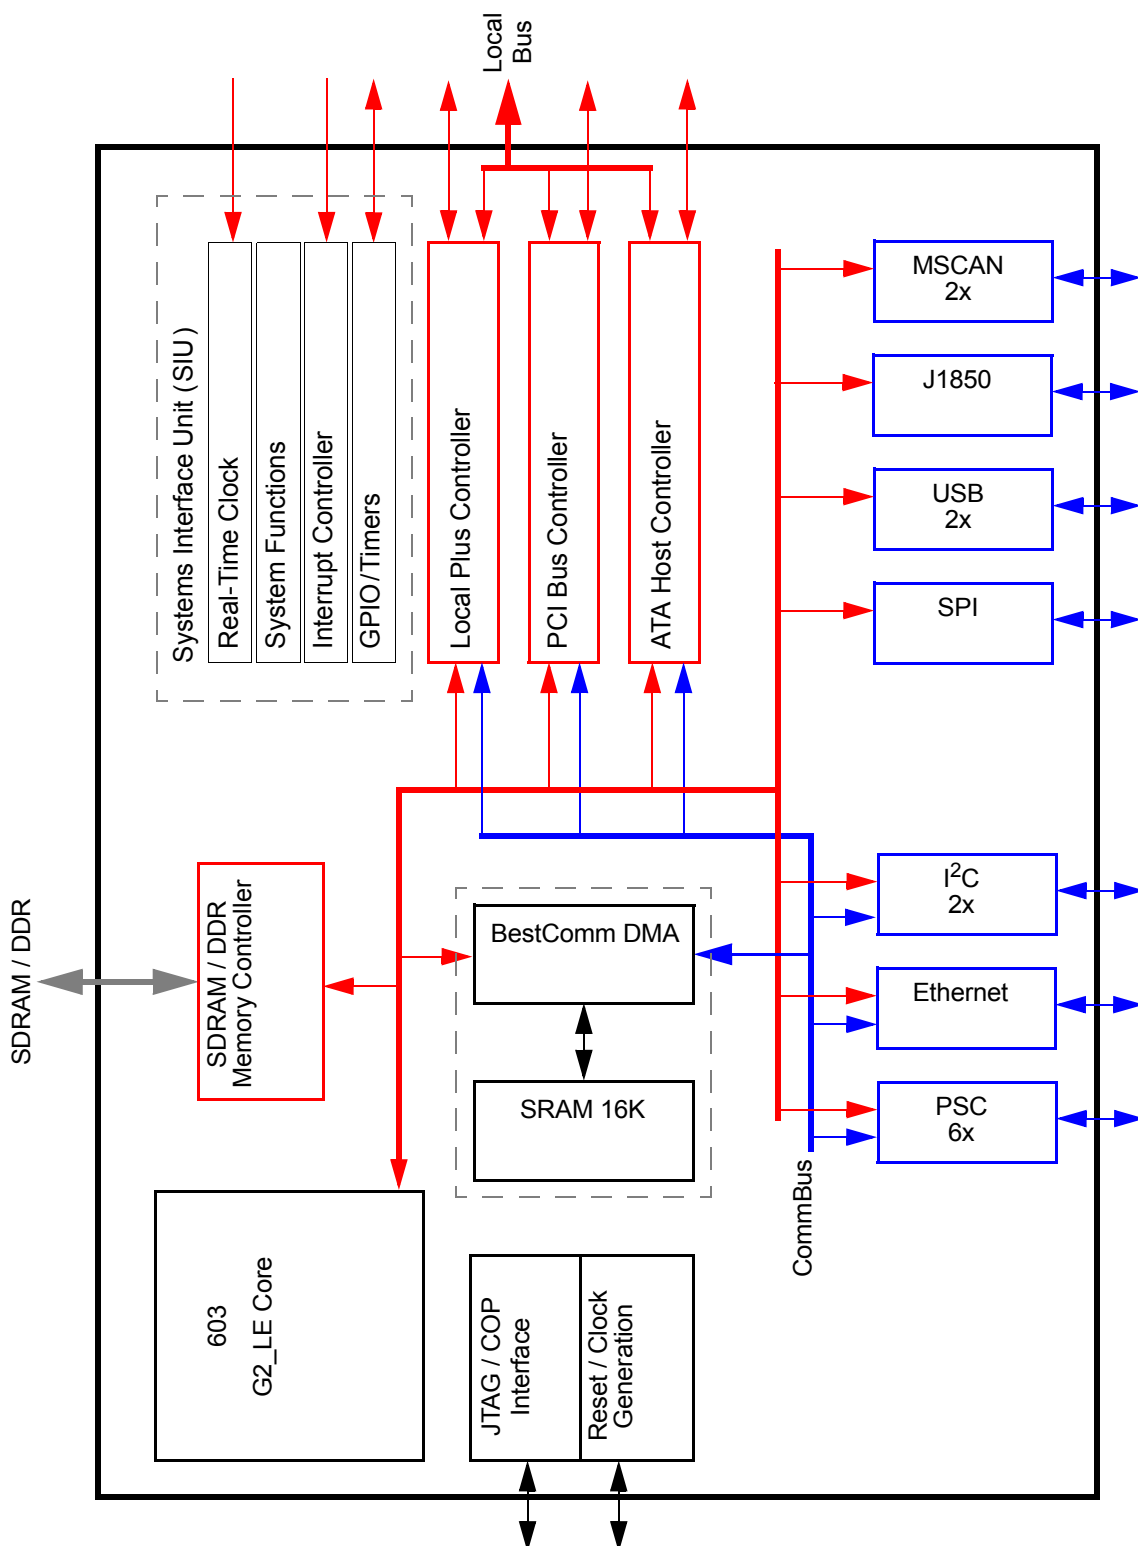 Local
Bus
Systems Interface Unit (SIU)
Real-Time Clock
System Functions
Interrupt Controller
GPIO/Timers
Local Plus Controller
PCI Bus Controller
ATA Host Controller
MSCAN
2x
J1850
USB
2x
SPI
SDRAM / DDR
SDRAM / DDR
Memory Controller
BestComm DMA
SRAM 16K
I²C
2x
Ethernet
PSC
6x
CommBus
603
G2_LE Core
JTAG / COP
Interface
Reset / Clock
Generation